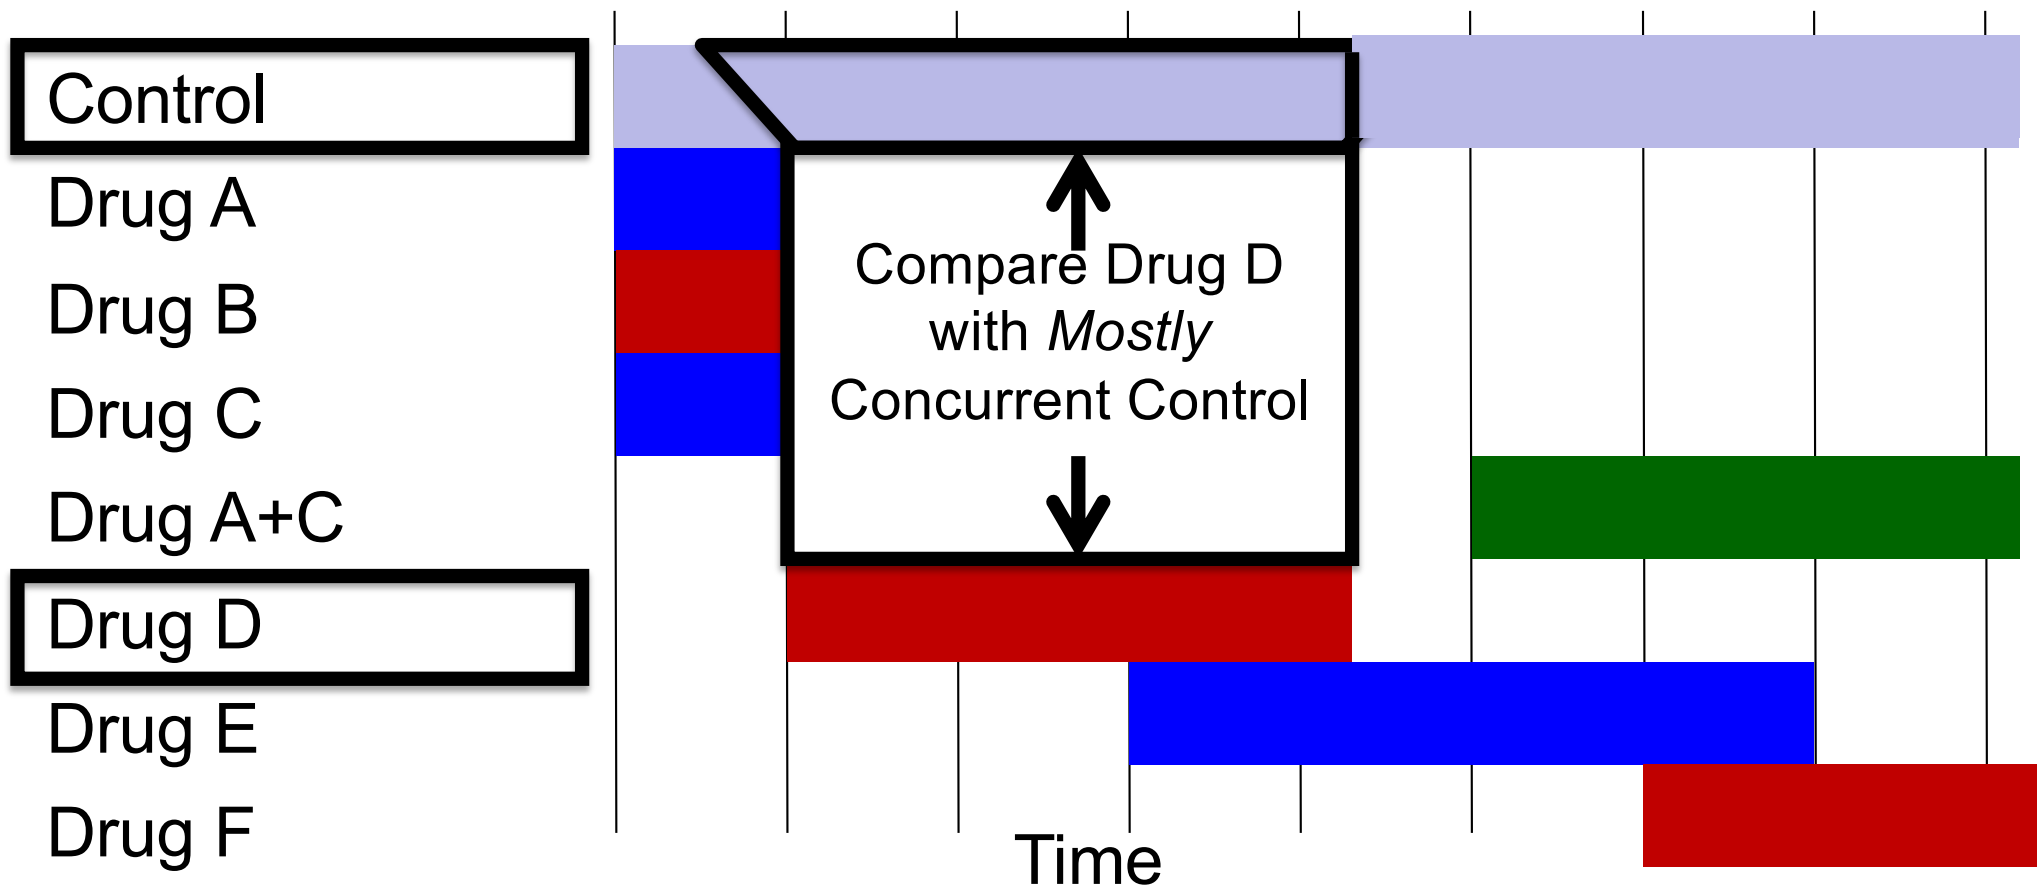 Control
Drug A
Drug B
Drug C
Drug A+C
Drug D
Drug E
Drug F
Compare Drug D
with Mostly
Concurrent Control
Time